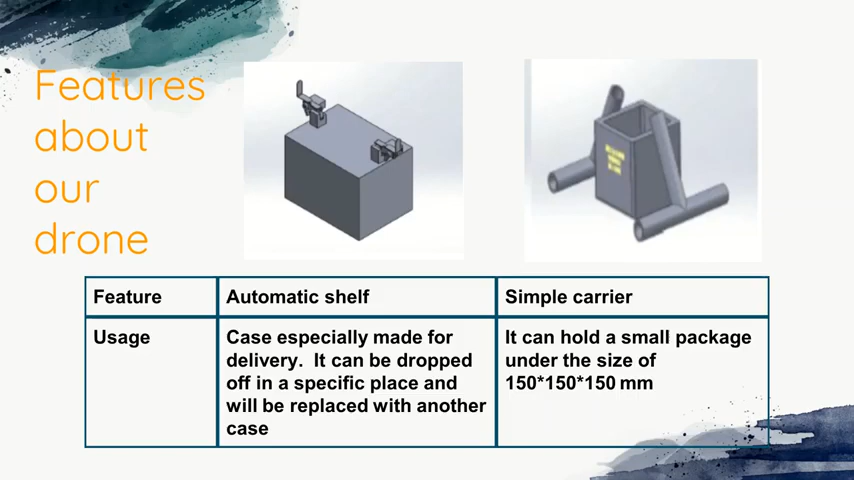 Features
about
our
drone
Feature
Automatic shelf
Simple carrier
Usage
Case especially made for
delivery. It can be dropped
off in a specific place and
will be replaced with another
case
It can hold a small package
under the size of
150*150*150 mm